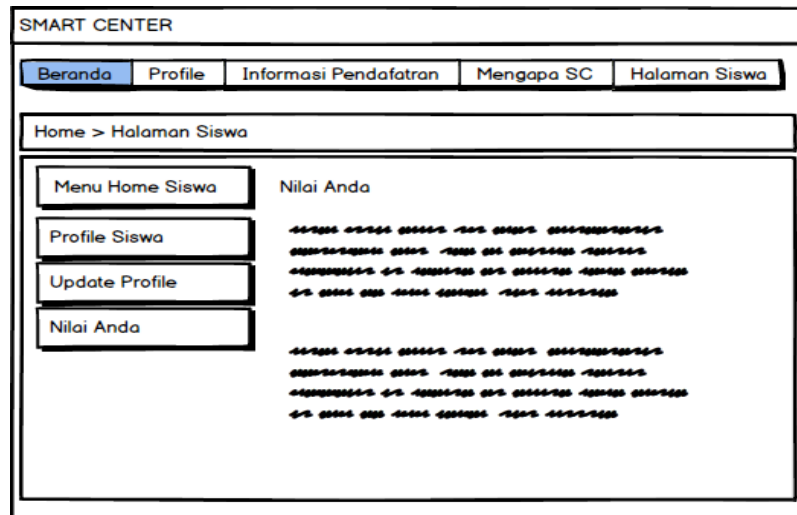 SMART CENTER
Beranda Profile Informasi Pendafatran Mengapa SC Halaman Siswa
Home > Halaman Siswa
Menu Home Siswa
Nilai Anda
Profile Siswa
Update Profile
Nilai Anda